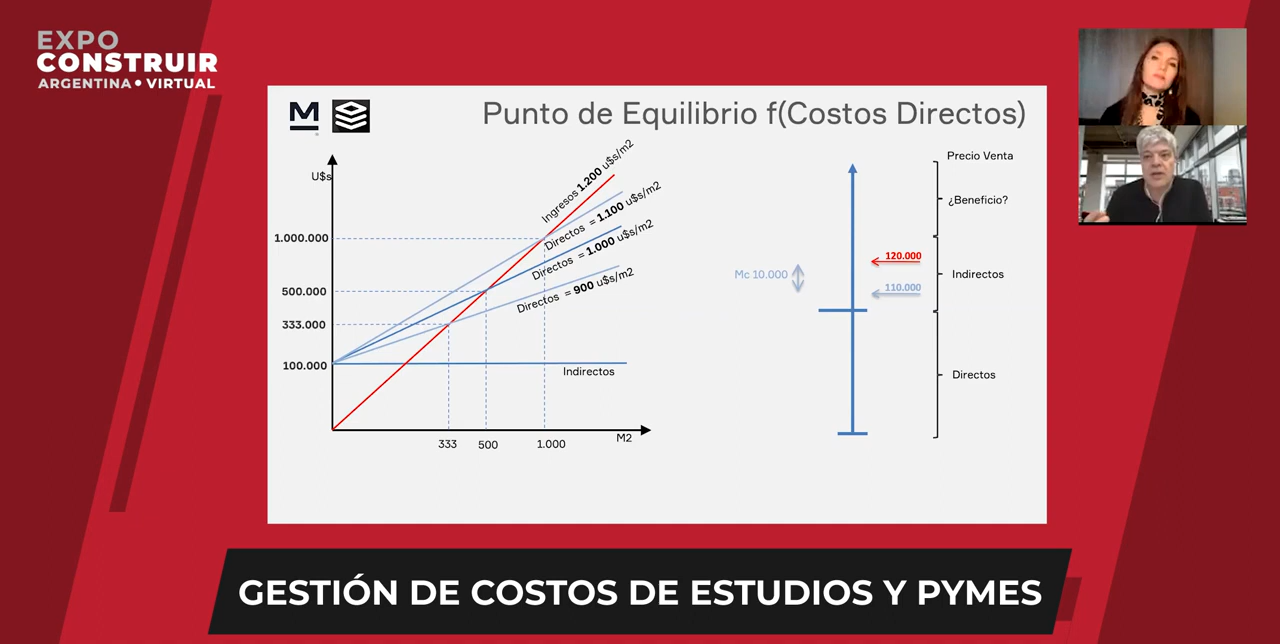 EXPO
CONSTRUIR
ARGENTINA • VIRTUAL
M
Punto de Equilibrio f(Costos Directos)
U$s
Ingresos 1.200 u$s/m2
Directos = 1.100 u$s/m2
Directos = 1.000 u$s/m2
Directos = 900 u$s/m2
1.000.000
500.000
333.000
100.000
Indirectos
333
500
1.000
M2
Precio Venta
¿Beneficio?
120.000
Mc 10.000
Indirectos
110.000
Directos
GESTIÓN DE COSTOS DE ESTUDIOS Y PYMES